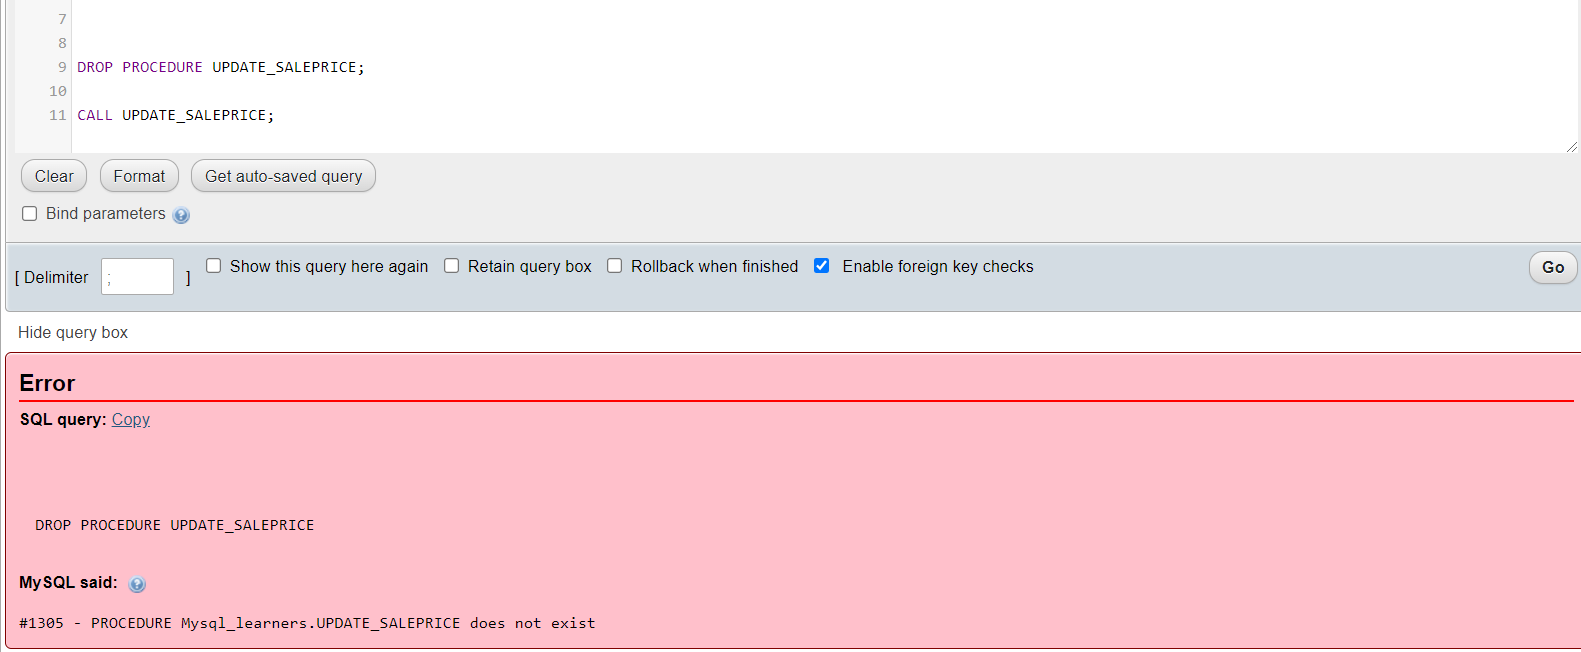 7
8
9 DROP PROCEDURE UPDATE_SALEPRICE;
10
11 CALL UPDATE_SALEPRICE;
Clear Format Get auto-saved query
Bind parameters ?
[ Delimiter ; ] Show this query here again Retain query box Rollback when finished Enable foreign key checks Go
Hide query box
Error
SQL query: Copy
DROP PROCEDURE UPDATE_SALEPRICE
MySQL said: ?
#1305 - PROCEDURE Mysql_learners.UPDATE_SALEPRICE does not exist